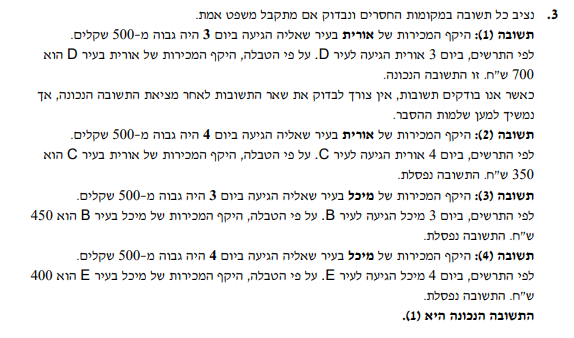 3. נציב כל תשובה במקומות החסרים ונבדוק אם מתקבל משפט אמת.
תשובה (1): היקף המכירות של אורית בעיר שאליה הגיעה ביום 3 היה גבוה מ-500 שקלים.
לפי התרשים, ביום 3 אורית הגיעה לעיר D. על פי הטבלה, היקף המכירות של אורית בעיר D הוא
700 ש"ח. זו התשובה הנכונה.
כאשר אנו בודקים תשובות, אין צורך לבדוק את שאר התשובות לאחר מציאת התשובה הנכונה, אך
נמשיך למען שלמות ההסבר.
תשובה (2): היקף המכירות של אורית בעיר שאליה הגיעה ביום 4 היה גבוה מ-500 שקלים.
לפי התרשים, ביום 4 אורית הגיעה לעיר C. על פי הטבלה, היקף המכירות של אורית בעיר C הוא
350 ש"ח. התשובה נפסלת.
תשובה (3): היקף המכירות של מיכל בעיר שאליה הגיעה ביום 3 היה גבוה מ-500 שקלים.
לפי התרשים, ביום 3 מיכל הגיעה לעיר B. על פי הטבלה, היקף המכירות של מיכל בעיר B הוא 450
ש"ח. התשובה נפסלת.
תשובה (4): היקף המכירות של מיכל בעיר שאליה הגיעה ביום 4 היה גבוה מ-500 שקלים.
לפי התרשים, ביום 4 מיכל הגיעה לעיר E. על פי הטבלה, היקף המכירות של מיכל בעיר E הוא 400
ש"ח. התשובה נפסלת.
התשובה הנכונה היא (1).